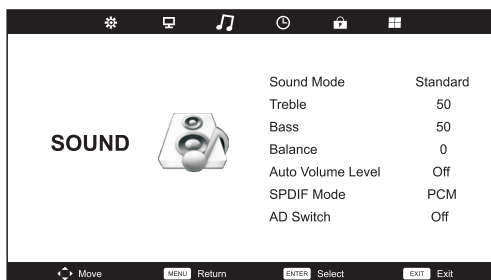 SOUND
Sound Mode Standard
Treble 50
Bass 50
Balance 0
Auto Volume Level Off
SPDIF Mode PCM
AD Switch Off
Move MENU Return ENTER Select EXIT Exit